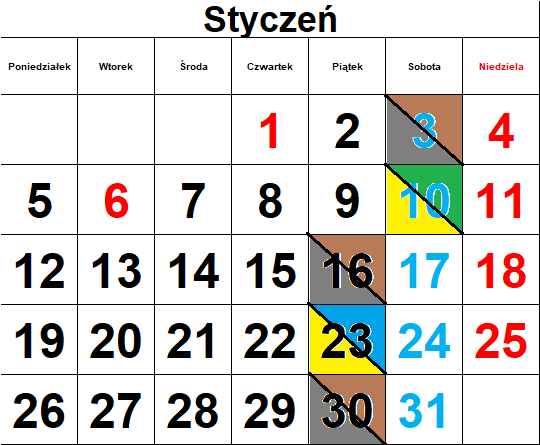 Styczeń
Poniedziałek Wtorek Środa Czwartek Piątek Sobota Niedziela
1 2 3 4
5 6 7 8 9 10 11
12 13 14 15 16 17 18
19 20 21 22 23 24 25
26 27 28 29 30 31